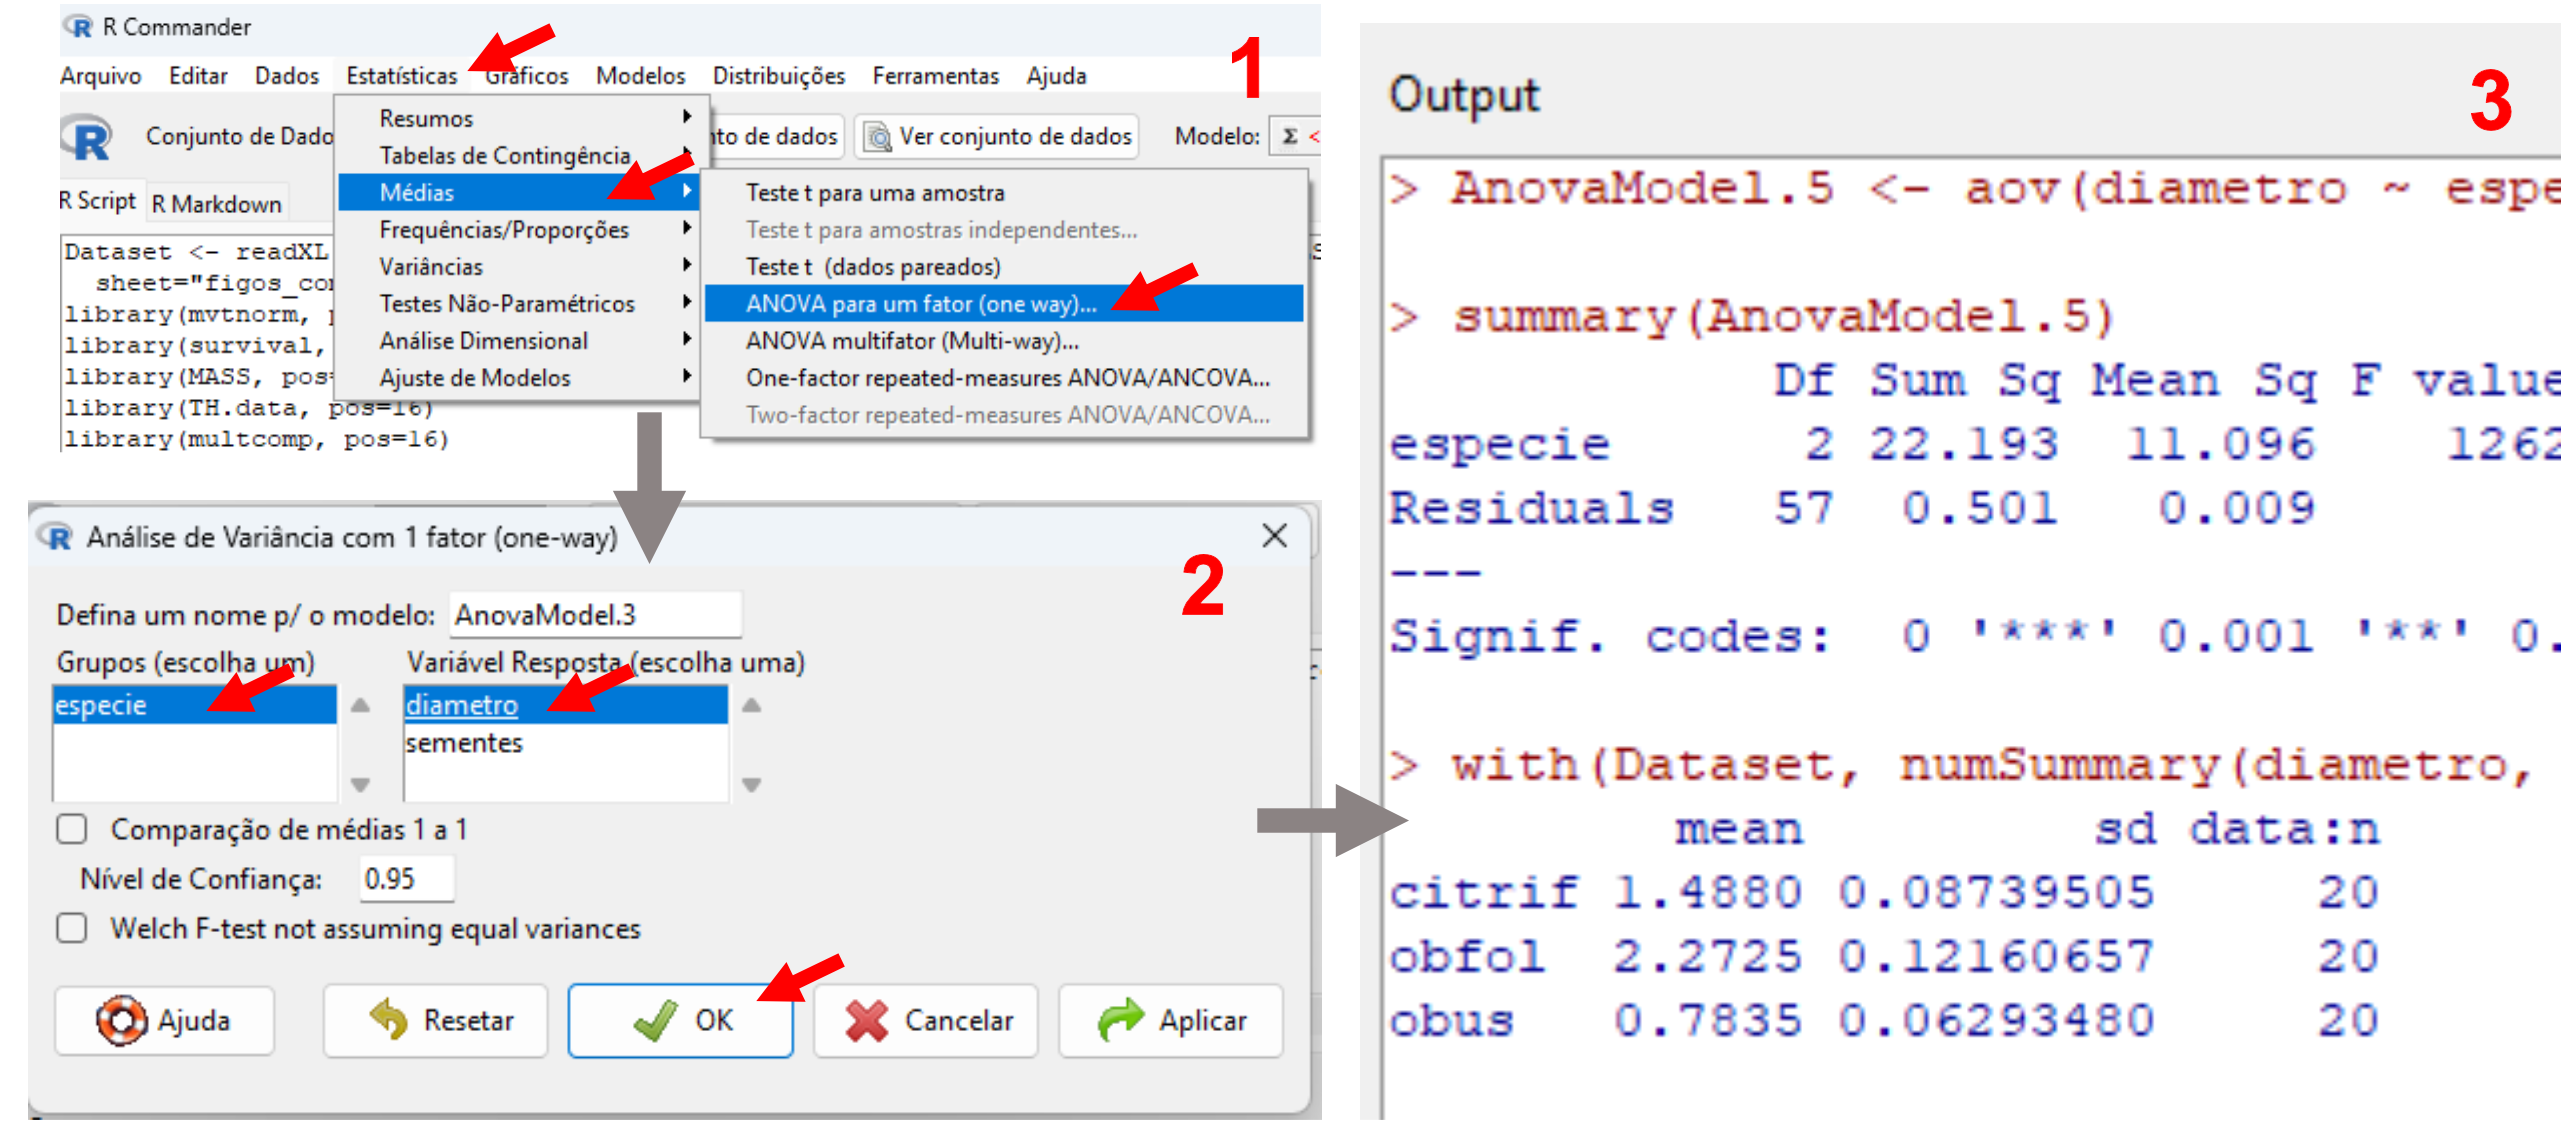 R Commander
1
Arquivo Editar Dados Estatísticas Gráficos Modelos Distribuições Ferramentas Ajuda
Conjunto de Dado
to de dados
Ver conjunto de dados
Modelo: Σ <
R Script R Markdown
Resumos
Tabelas de Contingência
Médias
Frequências/Proporções
Variâncias
Testes Não-Paramétricos
Análise Dimensional
Ajuste de Modelos
Teste t para uma amostra
Teste t para amostras independentes...
Teste t (dados pareados)
ANOVA para um fator (one way)...
ANOVA multifator (Multi-way)...
One-factor repeated-measures ANOVA/ANCOVA...
Two-factor repeated-measures ANOVA/ANCOVA...
Dataset <- readXL
sheet="figos_co
library(mvtnorm,
library(survival,
library(MASS, pos
library(TH.data, pos=16)
library(multcomp, pos=16)
Análise de Variância com 1 fator (one-way)
2
Defina um nome p/ o modelo: AnovaModel.3
Grupos (escolha um) Variável Resposta (escolha uma)
especie diametro
sementes
Comparação de médias 1 a 1
Nível de Confiança: 0.95
Welch F-test not assuming equal variances
Ajuda Resetar OK Cancelar Aplicar
Output
3
> AnovaModel.5 <- aov(diametro ~ espe
> summary(AnovaModel.5)
Df Sum Sq Mean Sq F value
especie 2 22.193 11.096 1262
Residuals 57 0.501 0.009
---
Signif. codes: 0 '***' 0.001 '**' 0.
> with(Dataset, numSummary(diametro,
mean sd data:n
citrif 1.4880 0.08739505 20
obfol 2.2725 0.12160657 20
obus 0.7835 0.06293480 20